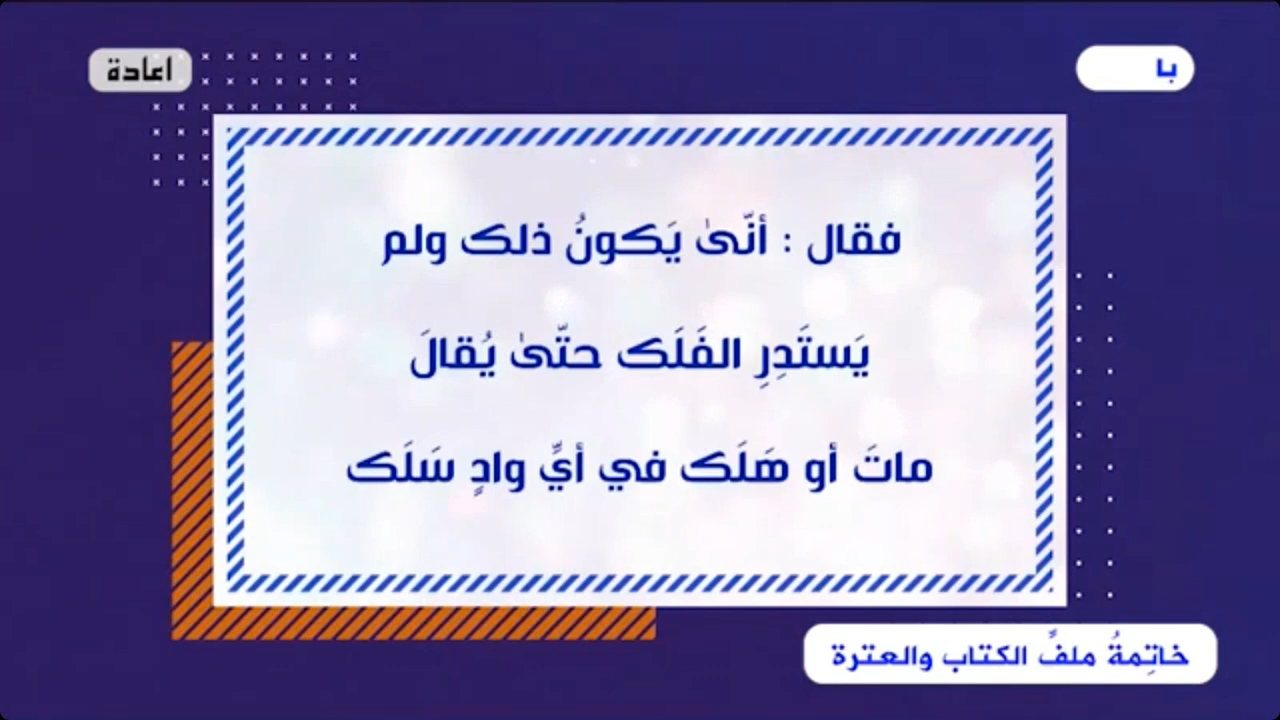 با
اعادة
فقال : أنّىٰ يَكونُ ذلك ولم
يَستَدِرِ الفَلَك حتّىٰ يُقالَ
ماتَ أو هَلَك في أيِّ وادٍ سَلَك
خاتِمةُ ملفِّ الكتاب والعترة